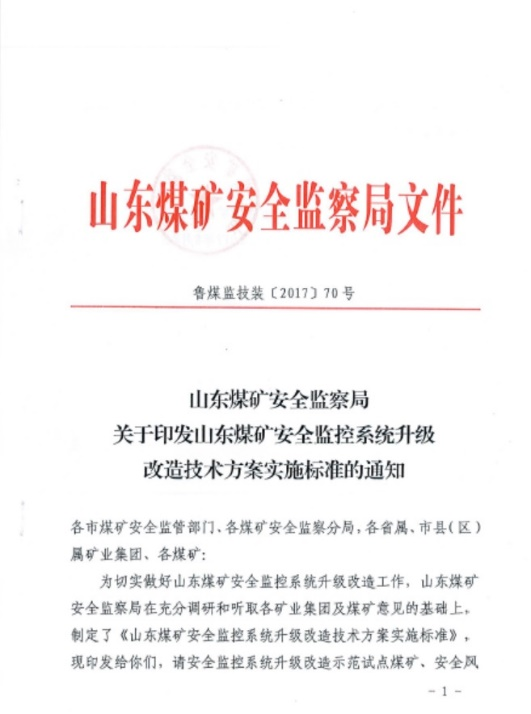 山东煤矿安全监察局文件
鲁煤监技装〔2017〕70号
山东煤矿安全监察局
关于印发山东煤矿安全监控系统升级
改造技术方案实施标准的通知
各市煤矿安全监管部门、各煤矿安全监察分局，各省属、市县（区）
属矿业集团、各煤矿：
为切实做好山东煤矿安全监控系统升级改造工作，山东煤矿
安全监察局在充分调研和听取各矿业集团及煤矿意见的基础上，
制定了《山东煤矿安全监控系统升级改造技术方案实施标准》，
现印发给你们，请安全监控系统升级改造示范试点煤矿、安全风
- 1 -